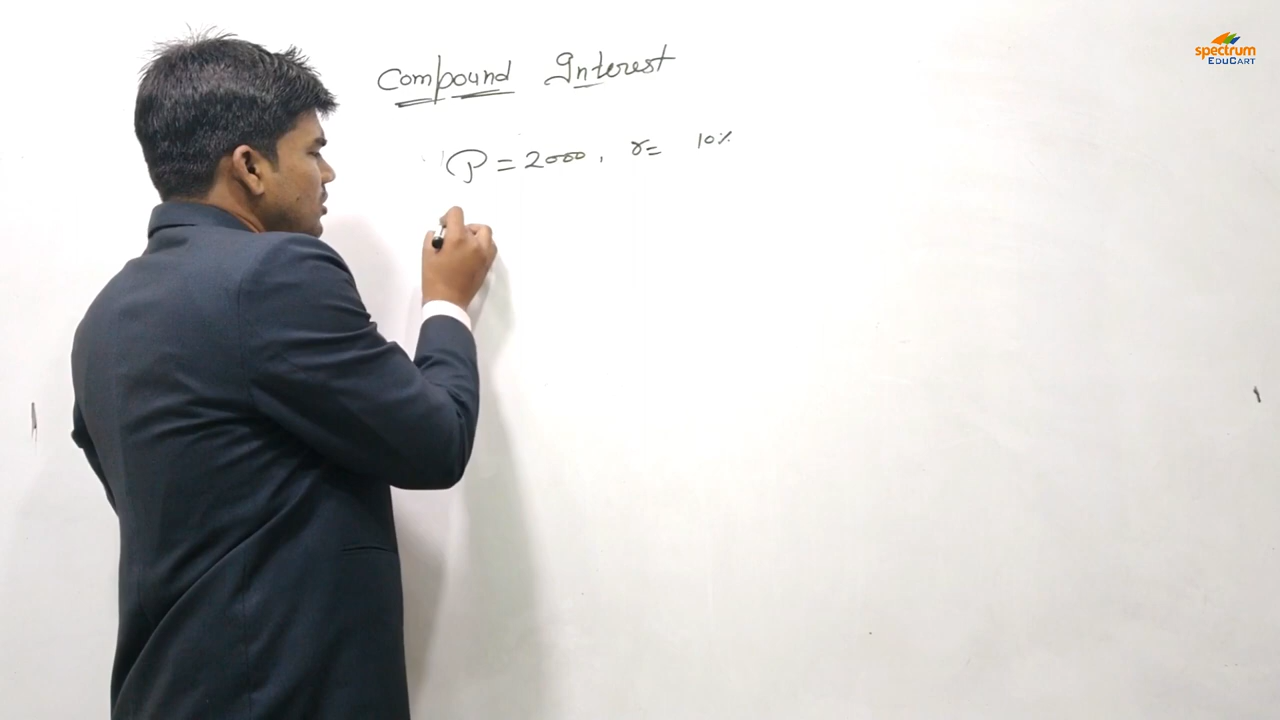 spectrum
EDUCART
Compound Interest
P = 2000, r = 10%